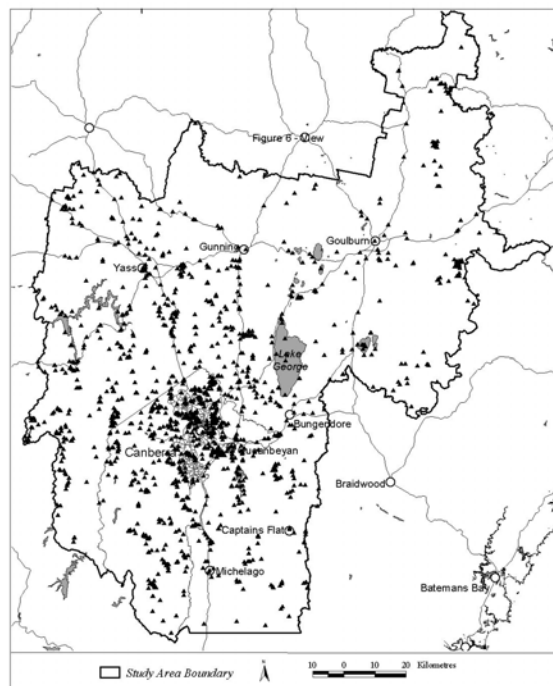 Figure 6 - View
Goulburn
Gunning
Yass
Lake
George
Bungendore
Canberra
Queanbeyan
Braidwood
Captains Flat
Michelago
Batemans Bay
Study Area Boundary
N
10 0 10 20 Kilometres